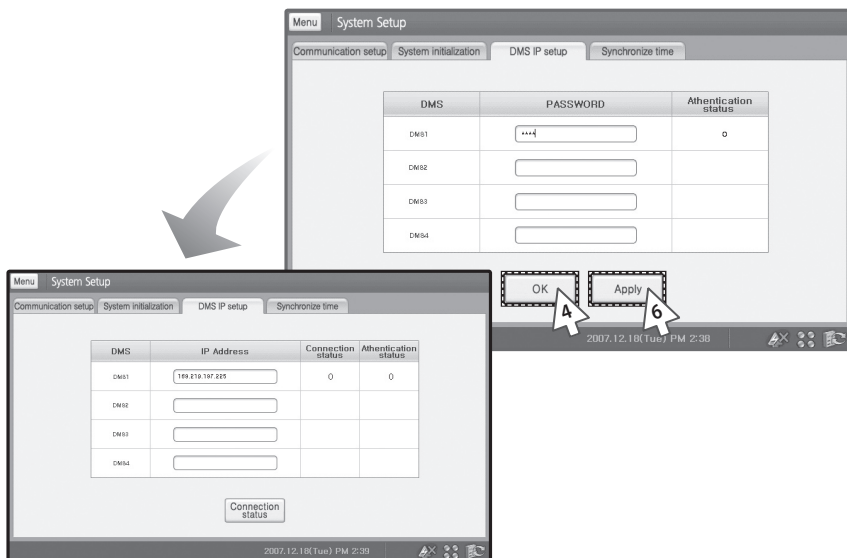 Menu System Setup
Communication setup System initialization DMS IP setup Synchronize time
DMS PASSWORD Athentication status
DMS1 **** O
DMS2
DMS3
DMS4
OK Apply
4 6
2007.12.18(Tue) PM 2:38
Menu System Setup
Communication setup System initialization DMS IP setup Synchronize time
DMS IP Address Connection status Athentication status
DMS1 169.219.197.225 O O
DMS2
DMS3
DMS4
Connection
status
2007.12.18(Tue) PM 2:39